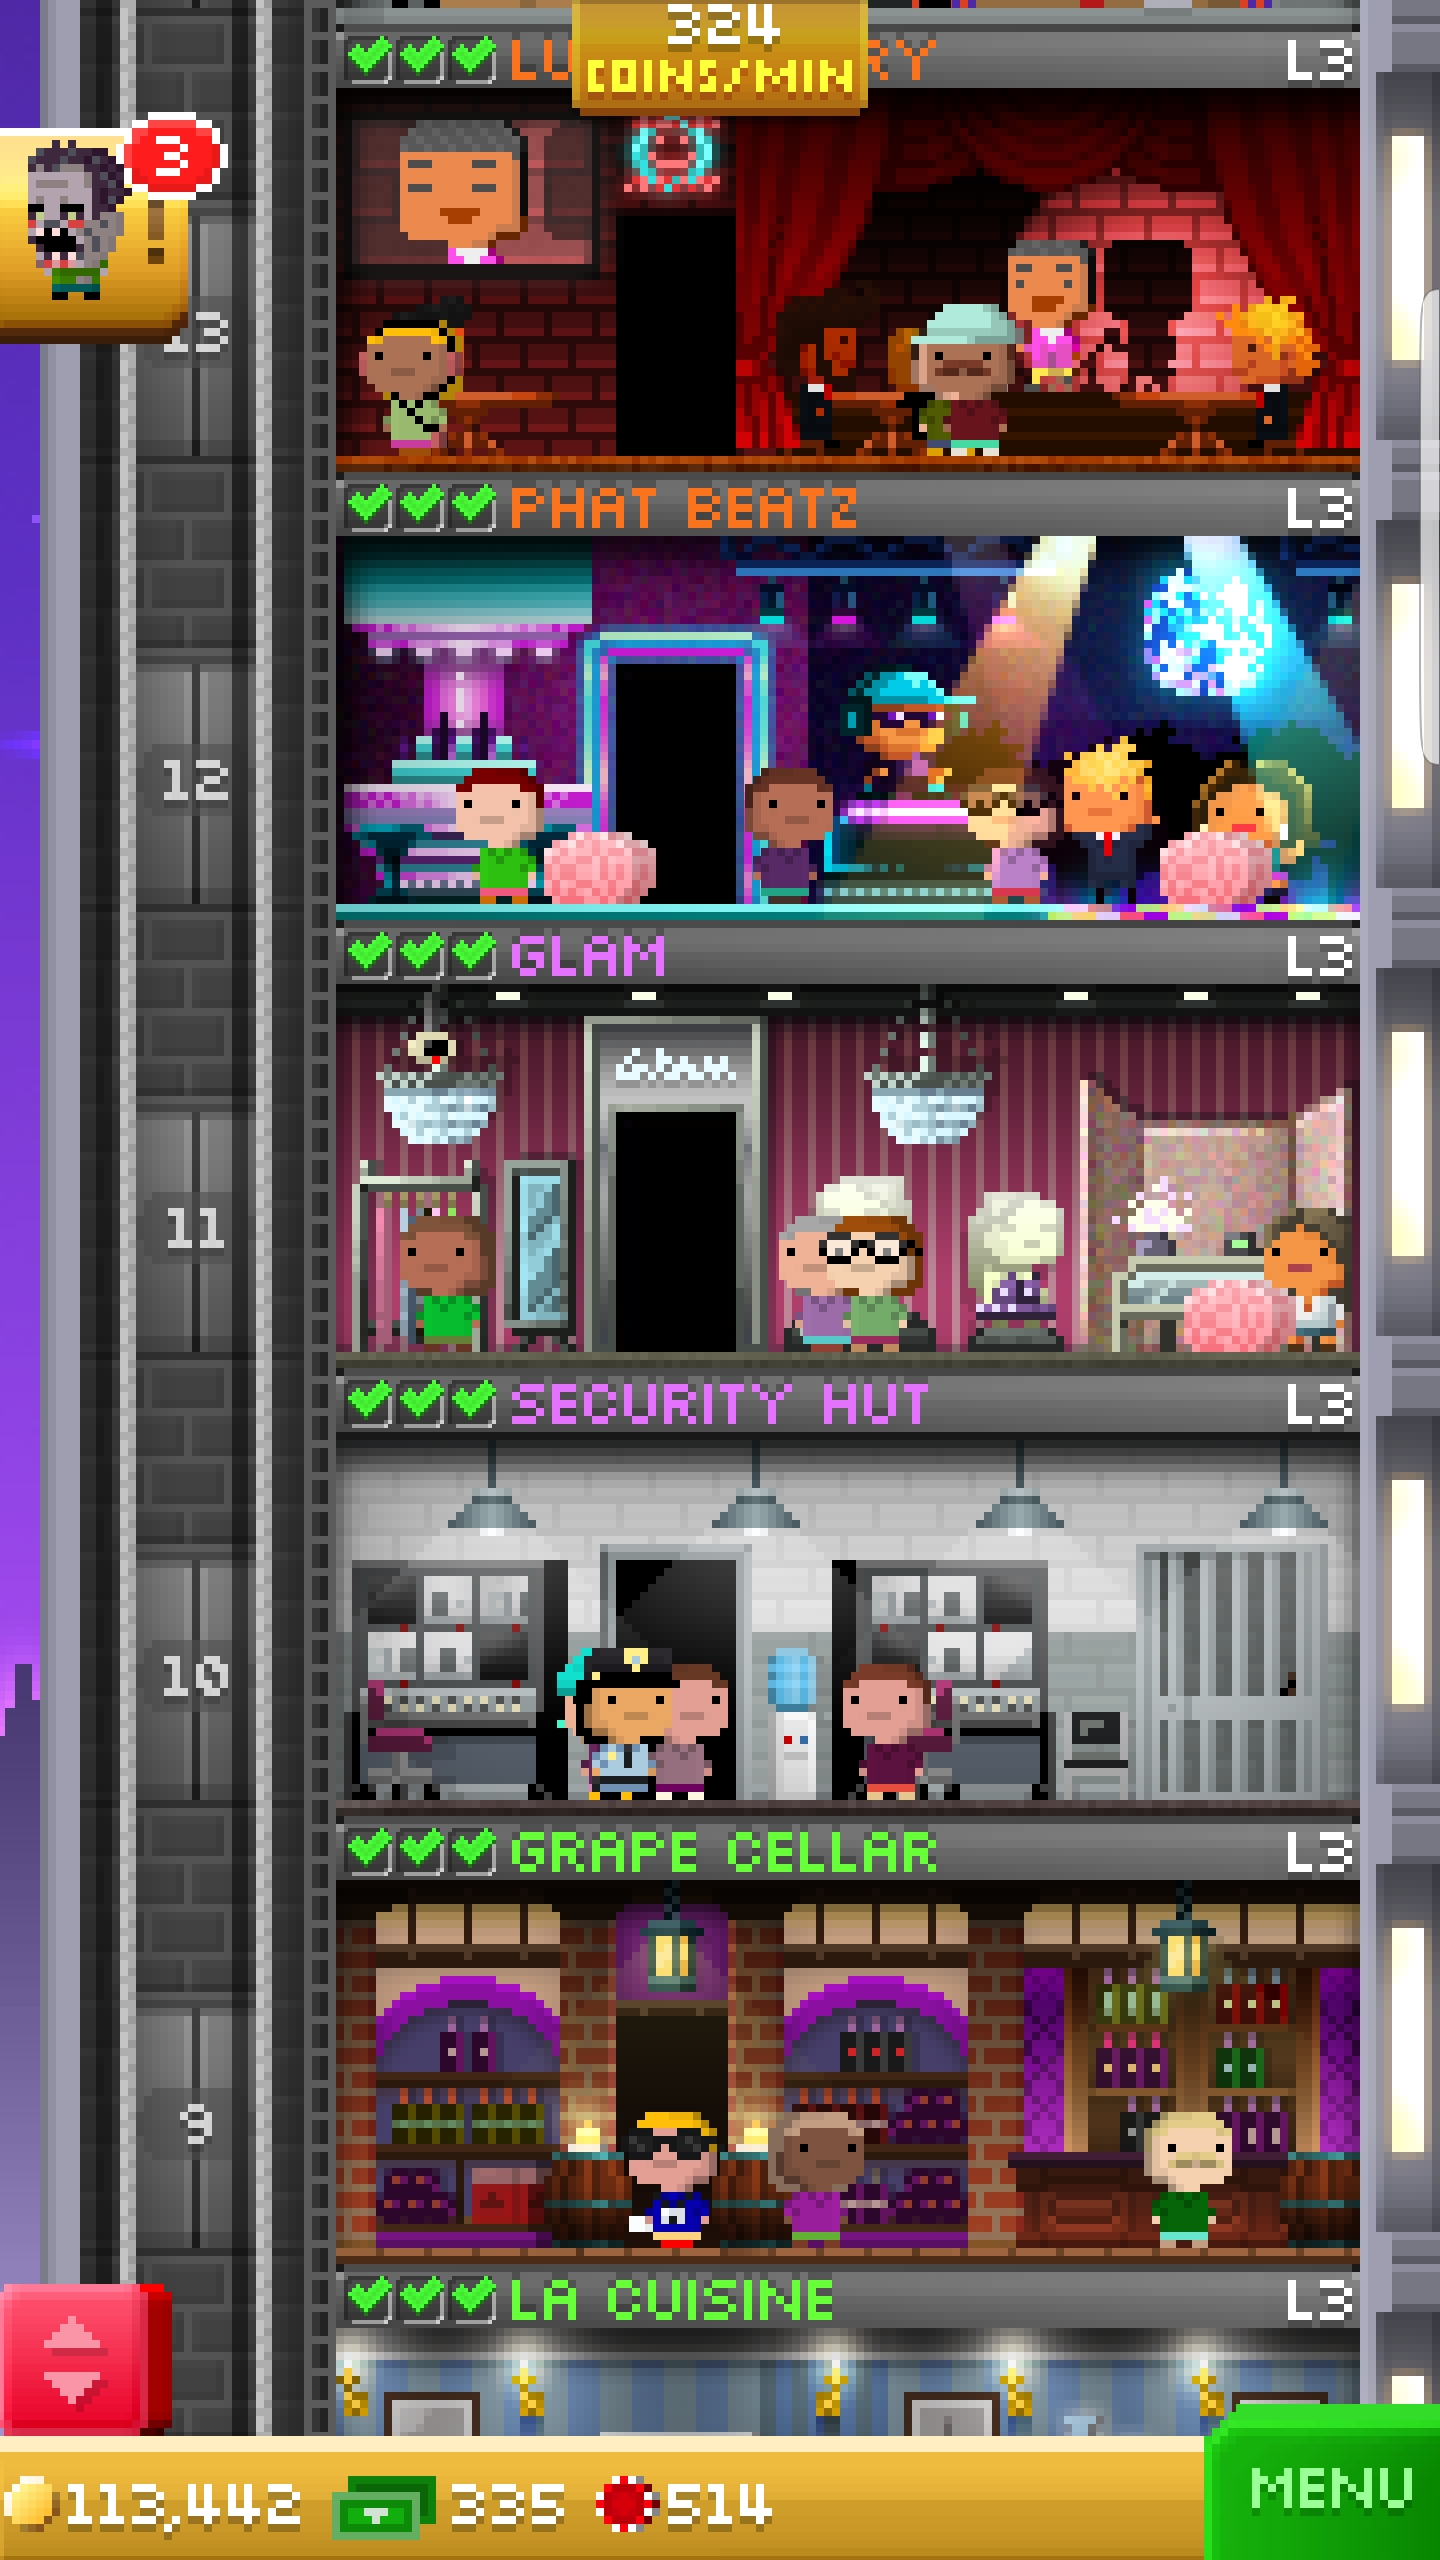 324
COINS/MIN
LU RY L3
3
!
13
PHAT BEATZ L3
12
GLAM L3
Glam
11
SECURITY HUT L3
10
GRAPE CELLAR L3
9
LA CUISINE L3
113,442 335 514
MENU